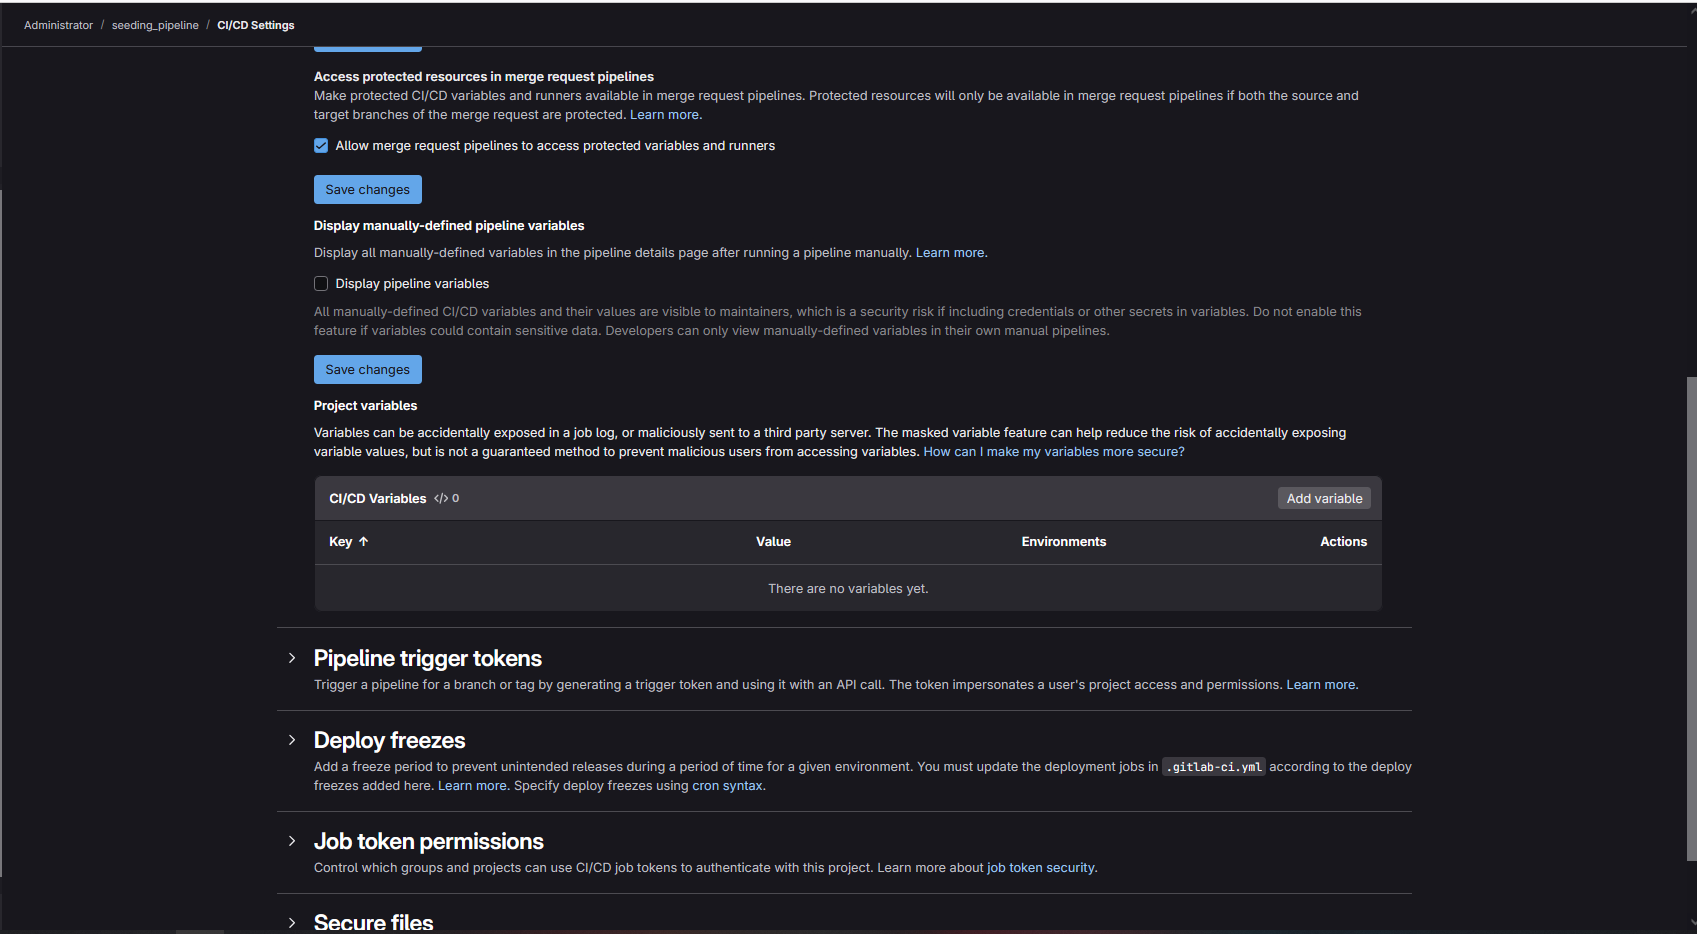 Administrator / seeding_pipeline / CI/CD Settings
Access protected resources in merge request pipelines
Make protected CI/CD variables and runners available in merge request pipelines. Protected resources will only be available in merge request pipelines if both the source and
target branches of the merge request are protected. Learn more.
Allow merge request pipelines to access protected variables and runners
Save changes
Display manually-defined pipeline variables
Display all manually-defined variables in the pipeline details page after running a pipeline manually. Learn more.
Display pipeline variables
All manually-defined CI/CD variables and their values are visible to maintainers, which is a security risk if including credentials or other secrets in variables. Do not enable this
feature if variables could contain sensitive data. Developers can only view manually-defined variables in their own manual pipelines.
Save changes
Project variables
Variables can be accidentally exposed in a job log, or maliciously sent to a third party server. The masked variable feature can help reduce the risk of accidentally exposing
variable values, but is not a guaranteed method to prevent malicious users from accessing variables. How can I make my variables more secure?
CI/CD Variables </> 0 Add variable
Key ↑ Value Environments Actions
There are no variables yet.
Pipeline trigger tokens
Trigger a pipeline for a branch or tag by generating a trigger token and using it with an API call. The token impersonates a user's project access and permissions. Learn more.
Deploy freezes
Add a freeze period to prevent unintended releases during a period of time for a given environment. You must update the deployment jobs in .gitlab-ci.yml according to the deploy
freezes added here. Learn more. Specify deploy freezes using cron syntax.
Job token permissions
Control which groups and projects can use CI/CD job tokens to authenticate with this project. Learn more about job token security.
Secure files